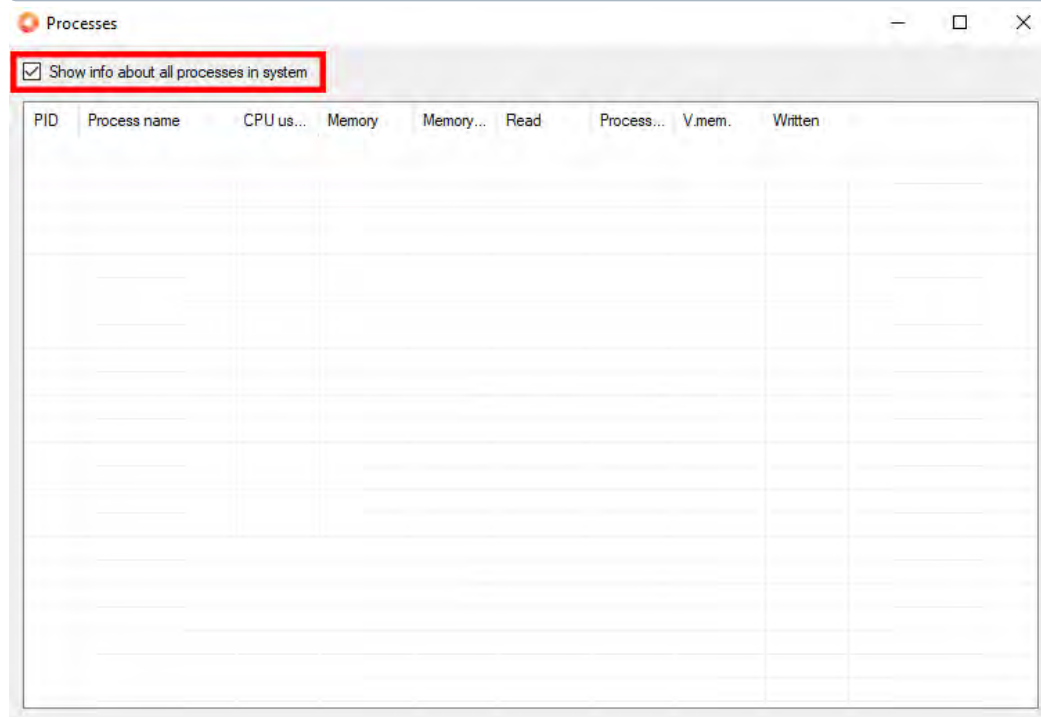 Processes
Show info about all processes in system
PID Process name CPU us... Memory Memory... Read Process... V.mem. Written